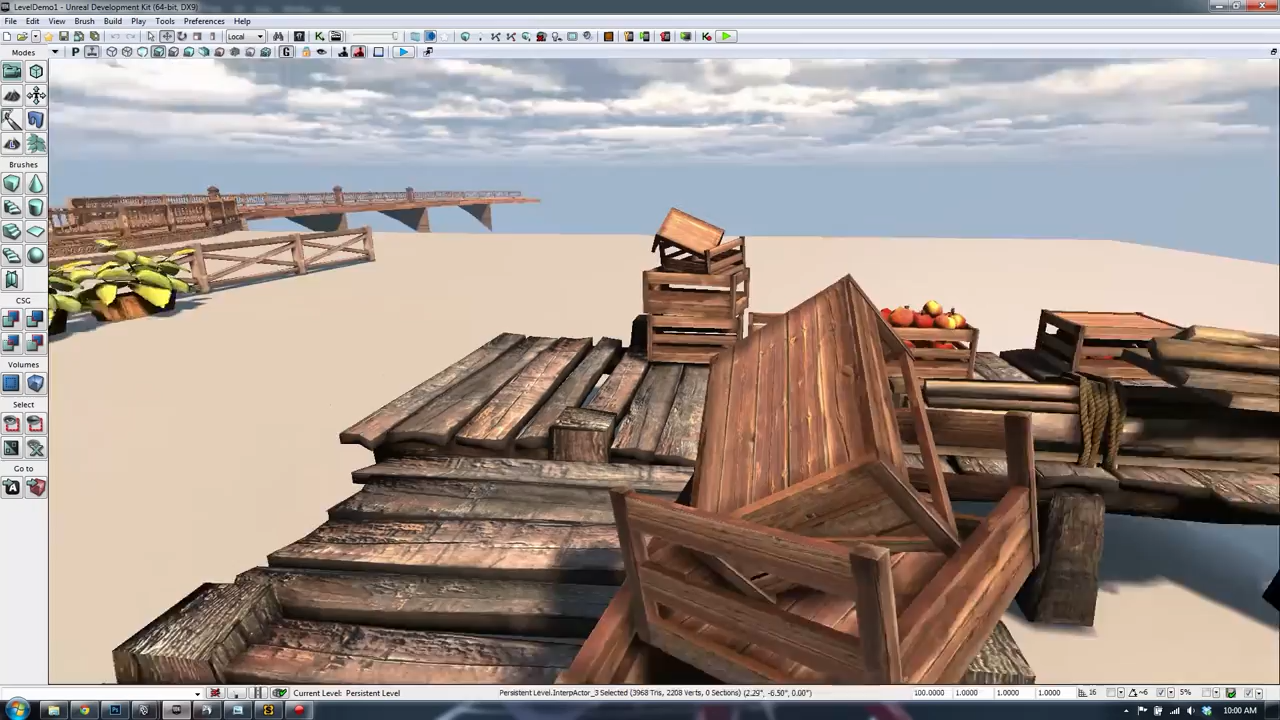 LevelDemo1 - Unreal Development Kit (64-bit, DX9)
File Edit View Brush Build Play Tools Preferences Help
Local
Modes
P
G
Brushes
CSG
Volumes
Select
Go to
Current Level: Persistent Level
Persistent Level.InterpActor_3 Selected (3968 Tris, 2208 Verts, 0 Sections) (2.29°, -6.50°, 0.00°)
100.0000 1.0000 1.0000 1.0000
16
5%
10:00 AM